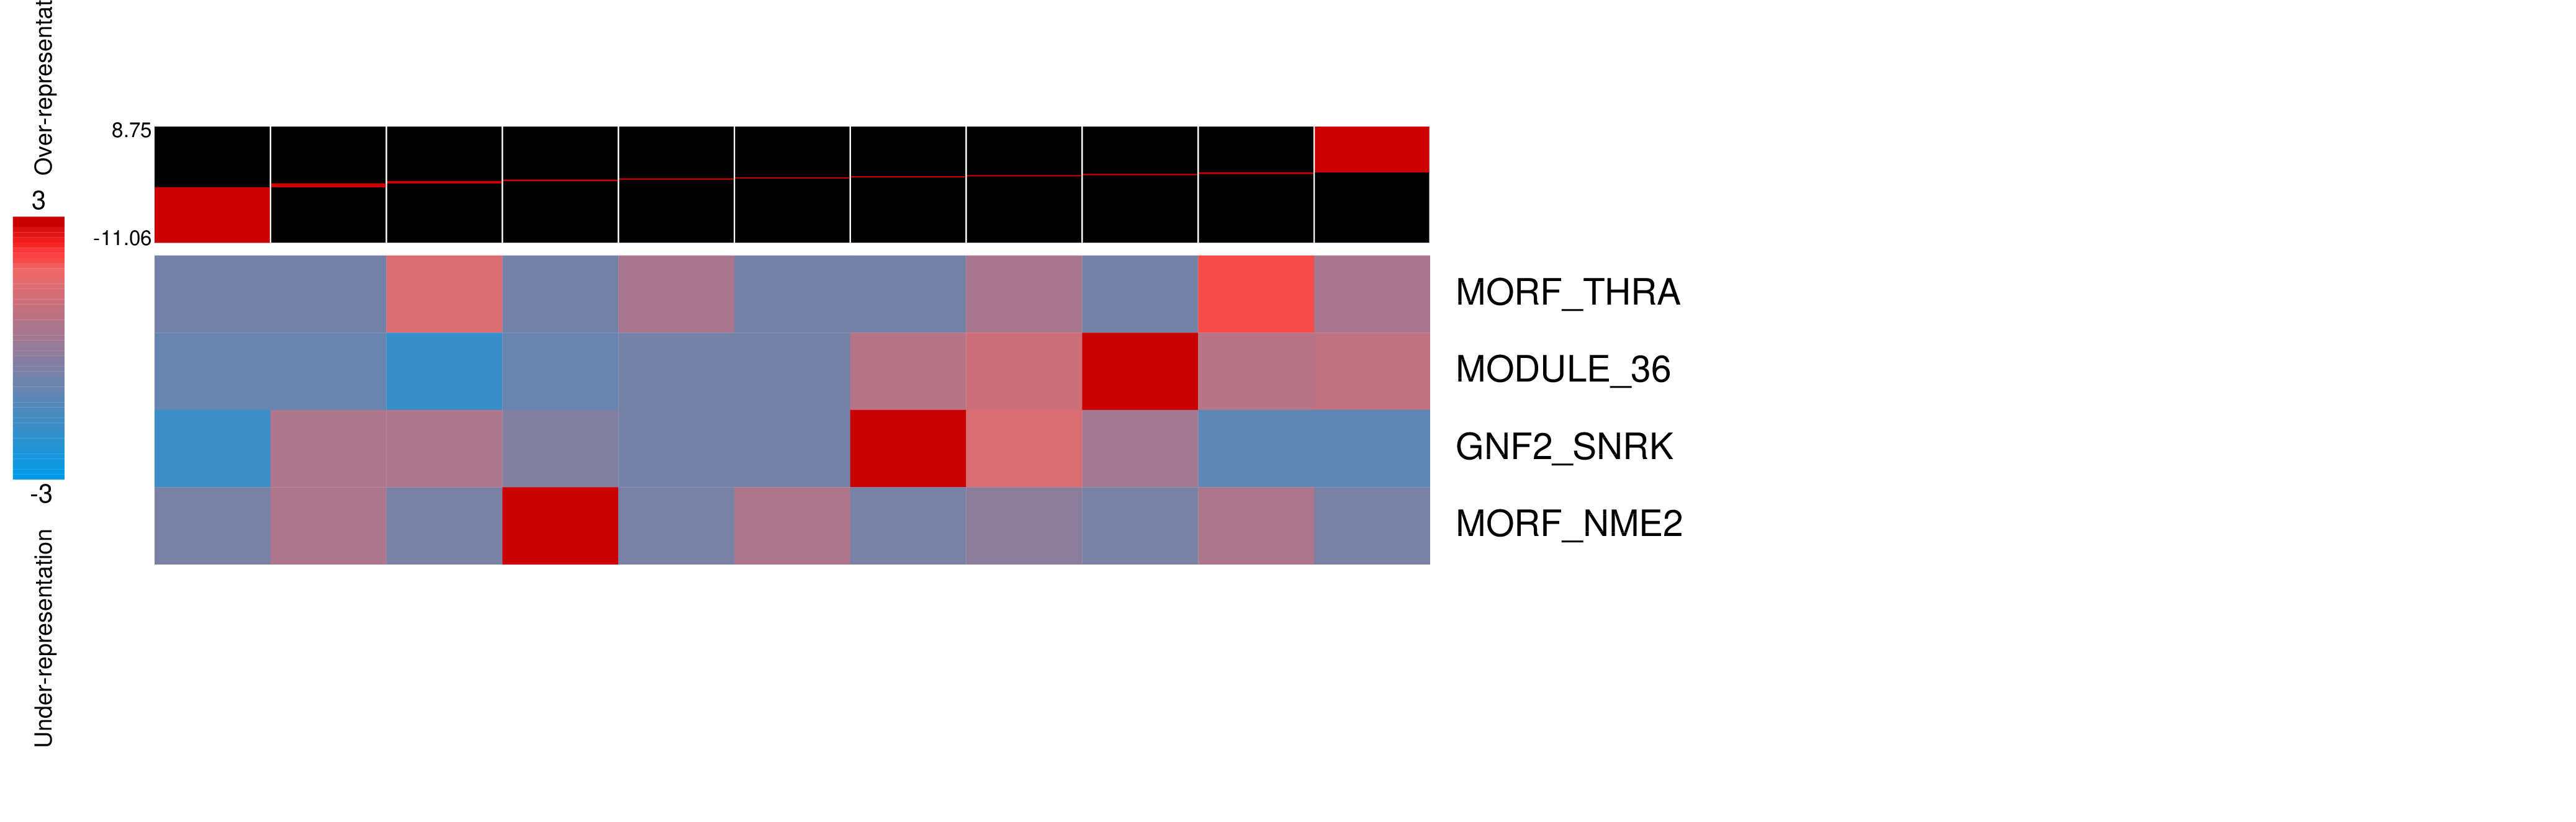 Over-representat
8.75
-11.06
3
-3
Under-representation
MORF_THRA
MODULE_36
GNF2_SNRK
MORF_NME2